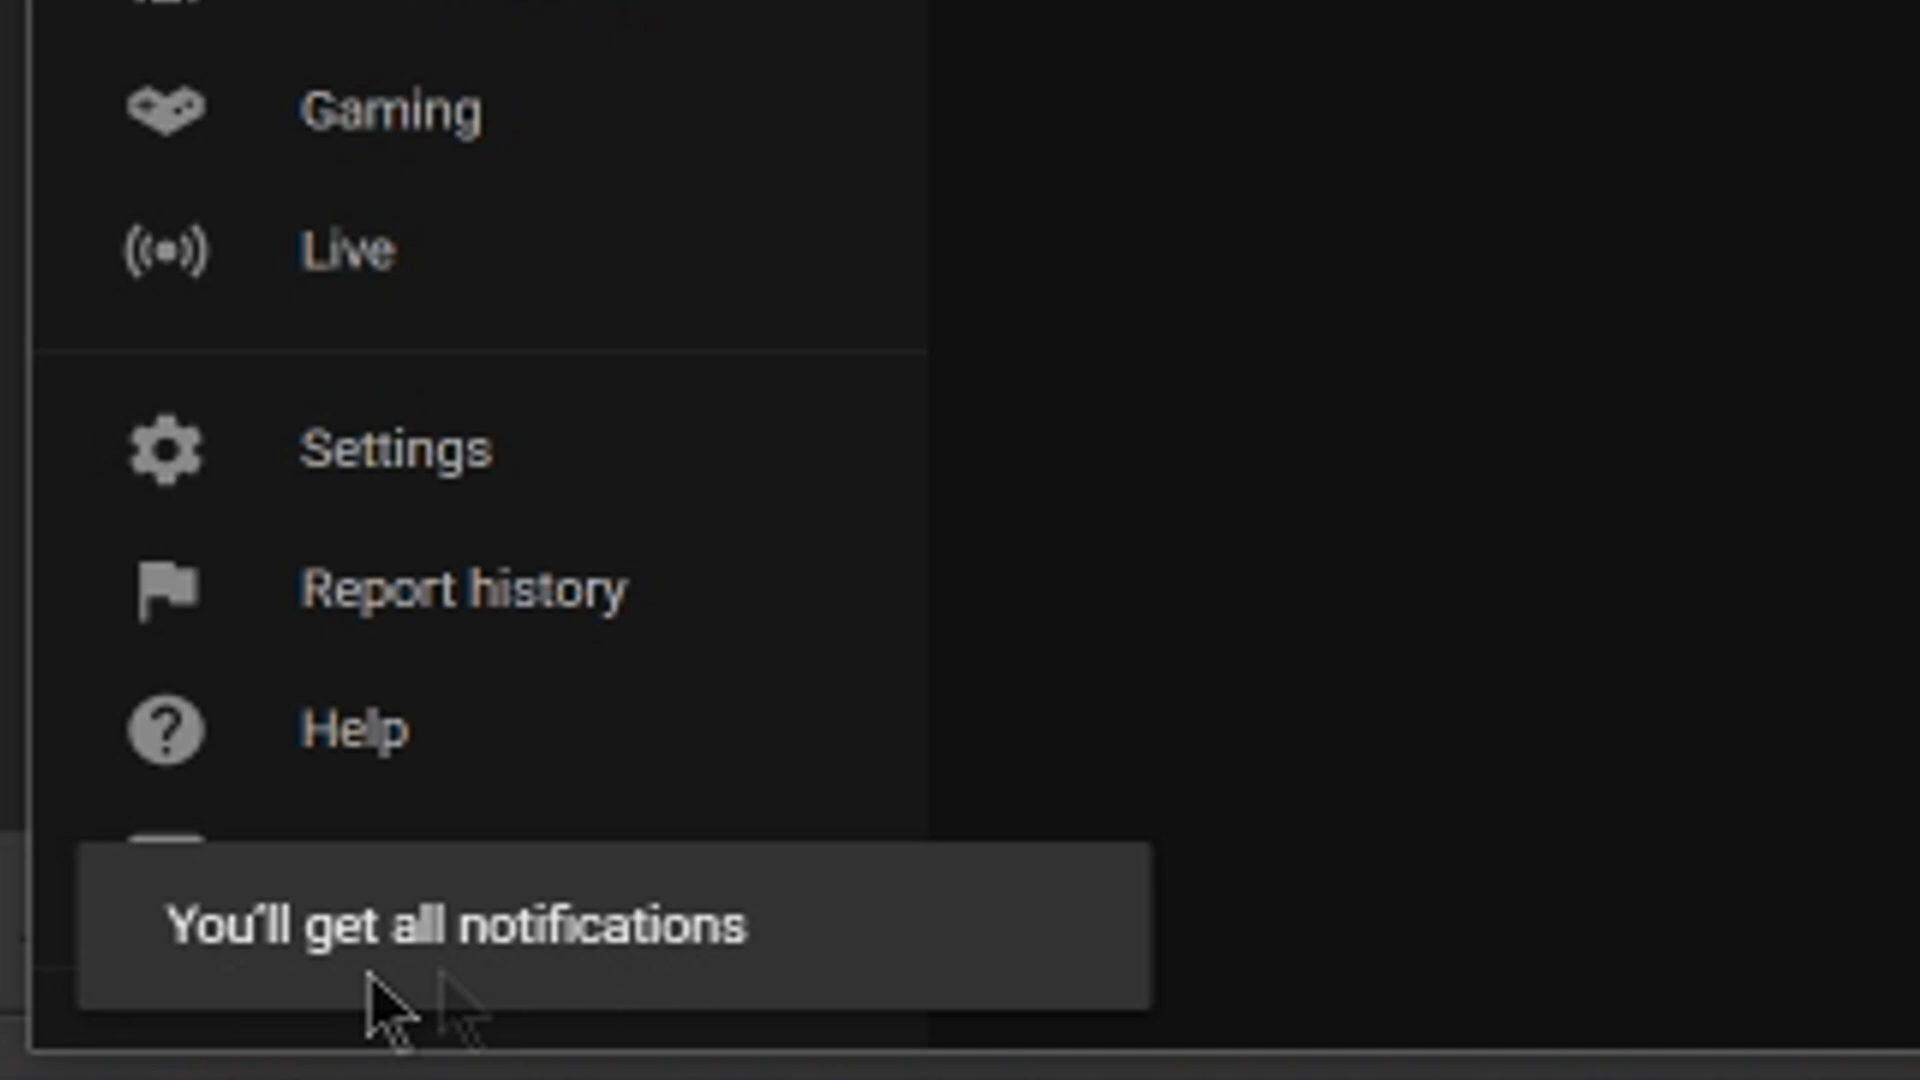 Gaming
Live
Settings
Report history
Help
You'll get all notifications